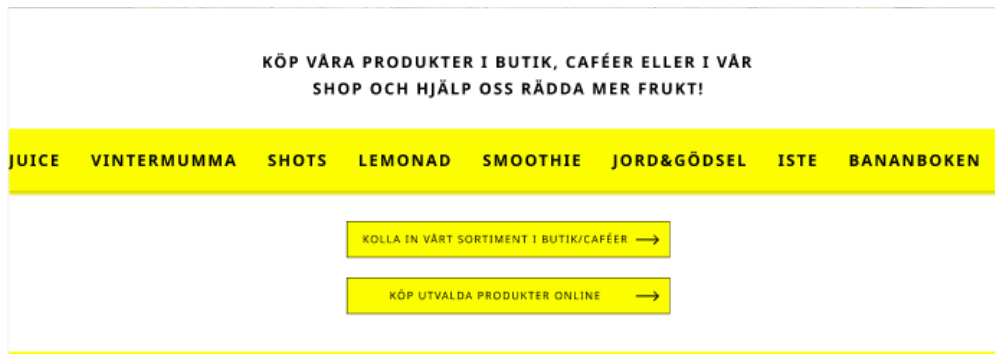 KÖP VÅRA PRODUKTER I BUTIK, CAFÉER ELLER I VÅR
SHOP OCH HJÄLP OSS RÄDDA MER FRUKT!
JUICE VINTERMUMMA SHOTS LEMONAD SMOOTHIE JORD&GÖDSEL ISTE BANANBOKEN
KOLLA IN VÅRT SORTIMENT I BUTIK/CAFÉER
KÖP UTVALDA PRODUKTER ONLINE